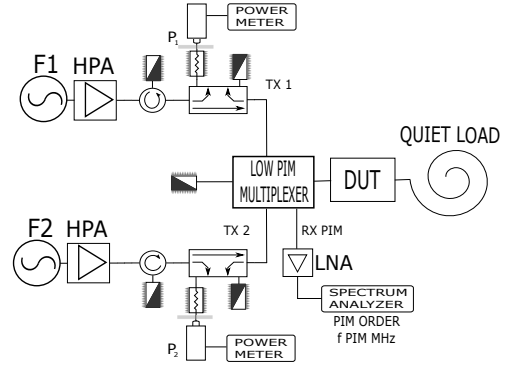 POWER
METER
P1
F1
HPA
TX 1
LOW PIM
MULTIPLEXER
DUT
QUIET LOAD
F2
HPA
TX 2
RX PIM
LNA
SPECTRUM
ANALYZER
PIM ORDER
f PIM MHz
P2
POWER
METER